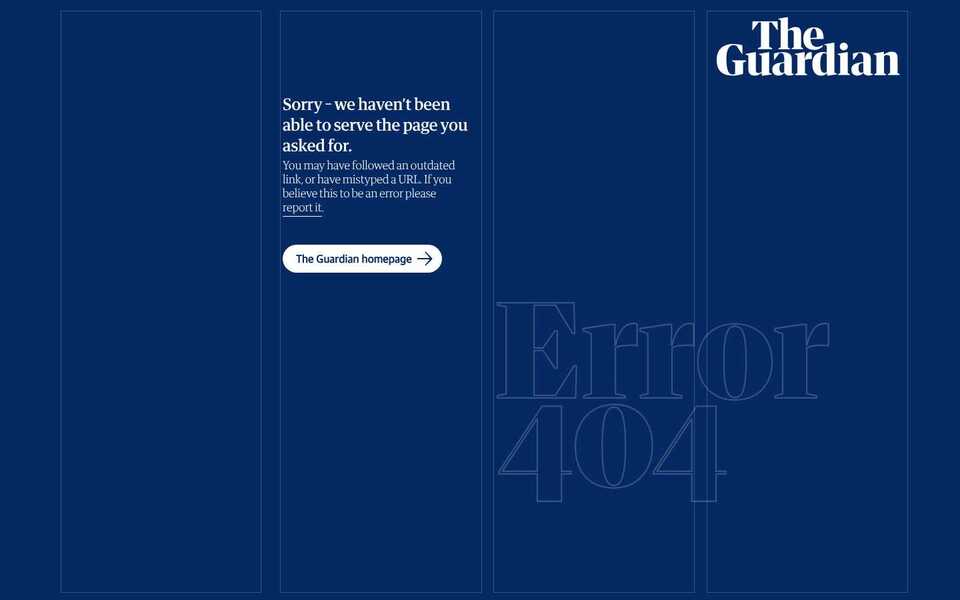 The
Guardian
Sorry – we haven't been
able to serve the page you
asked for.
You may have followed an outdated
link, or have mistyped a URL. If you
believe this to be an error please
report it.
The Guardian homepage
Error
404